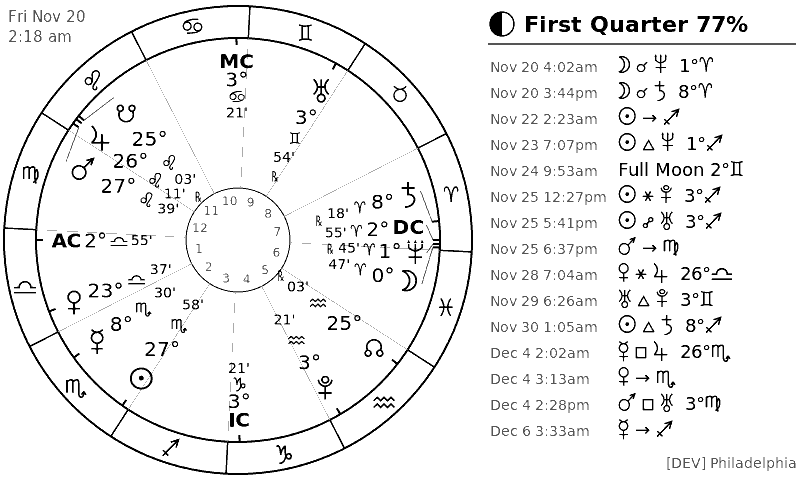 Fri Nov 20
2:18 am
First Quarter 77%
Nov 20 4:02am ☽ ☌ ♆ 1°♈
Nov 20 3:44pm ☽ ☌ ♄ 8°♈
Nov 22 2:23am ☉ → ♐
Nov 23 7:07pm ☉ △ ♆ 1°♐
Nov 24 9:53am Full Moon 2°♊
Nov 25 12:27pm ☉ ⚹ ♇ 3°♐
Nov 25 5:41pm ☉ ☍ ♅ 3°♐
Nov 25 6:37pm ♂ → ♍
Nov 28 7:04am ♀ ⚹ ♃ 26°♎
Nov 29 6:26am ♅ △ ♇ 3°♊
Nov 30 1:05am ☉ △ ♄ 8°♐
Dec 4 2:02am ☿ □ ♃ 26°♏
Dec 4 3:13am ♀ → ♏
Dec 4 2:28pm ♂ □ ♅ 3°♍
Dec 6 3:33am ☿ → ♐
[DEV] Philadelphia
♋ ♊ ♉ ♈ ♓ ♒ ♑ ♐ ♏ ♎ ♍ ♌
MC
3°
♋
21'
♅
3°
♊
54'
℞
☋ 25° ♌ 03' ℞
♃ 26° ♌ 11'
♂ 27° ♌ 39'
℞ 18' ♈ 8° ♄
55' ♈ 2° DC
℞ 45' ♈ 1° ♆
47' ♈ 0° ☽
AC 2° ♎ 55'
♀ 23° ♎ 37'
☿ 8° ♏ 30'
☉ 27° ♏ 58'
℞ 03' ♒ 25° ☊
21' ♒ 3° ♇
21'
♑
3°
IC
10 9
11 8
12 7
1 6
2 5
3 4